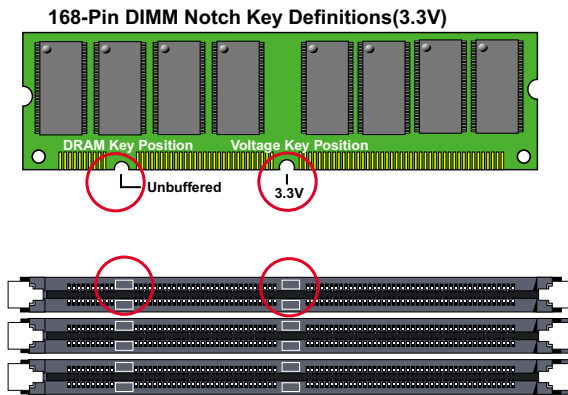 168-Pin DIMM Notch Key Definitions(3.3V)
DRAM Key Position
Voltage Key Position
Unbuffered
3.3V